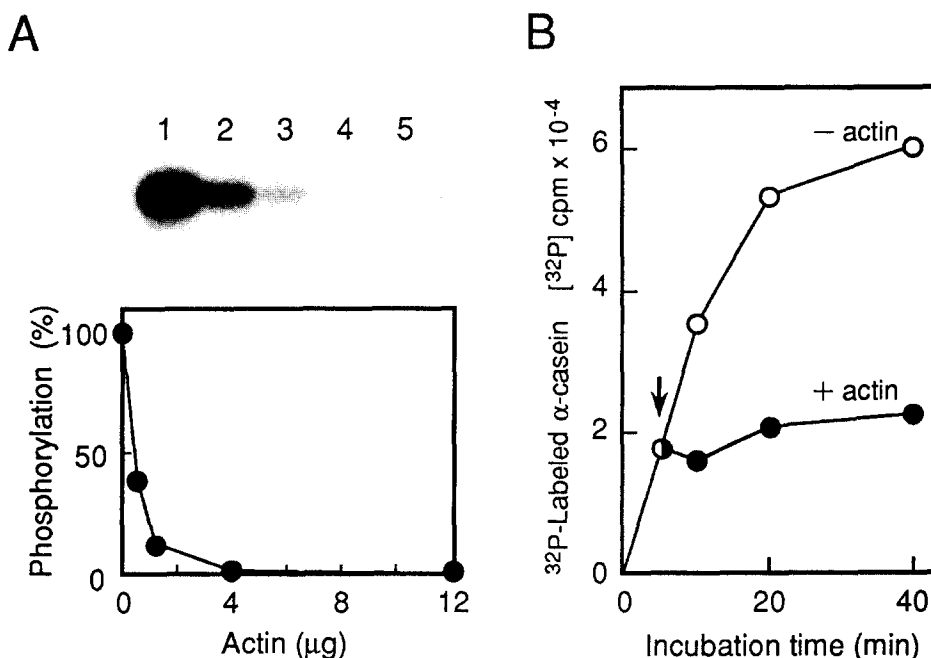 A
1 2 3 4 5
Phosphorylation (%)
100
50
0
0 4 8 12
Actin (μg)
B
³²P-Labeled α-casein [³²P] cpm x 10⁻⁴
6
4
2
0
− actin
+ actin
0 20 40
Incubation time (min)